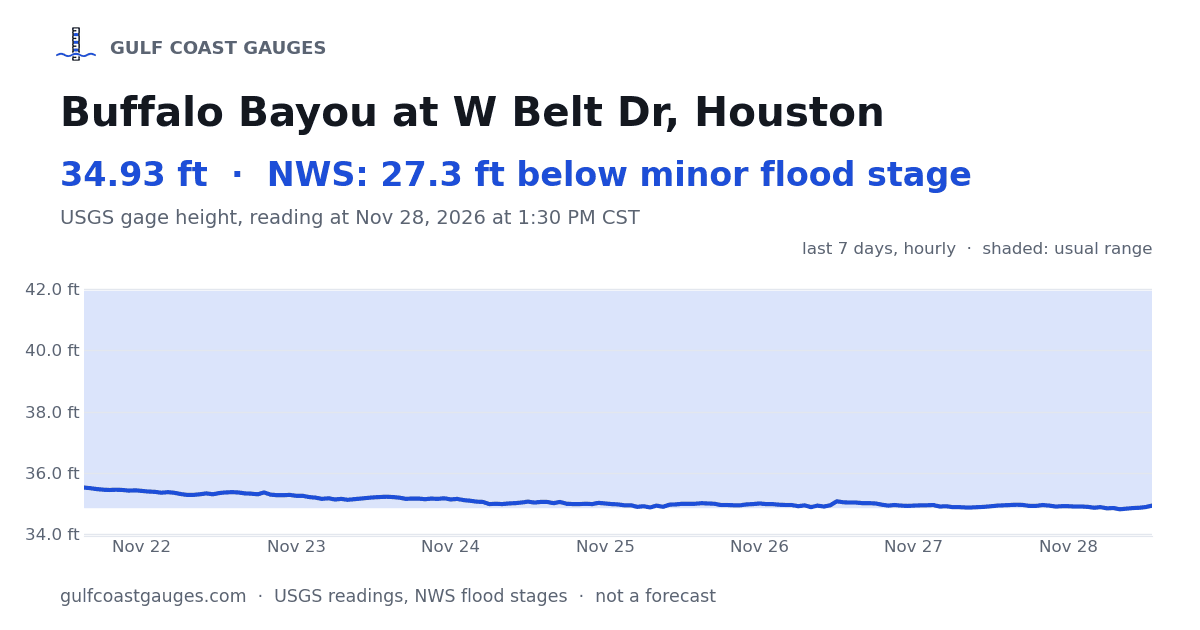 GULF COAST GAUGES
Buffalo Bayou at W Belt Dr, Houston
34.93 ft · NWS: 27.3 ft below minor flood stage
USGS gage height, reading at Nov 28, 2026 at 1:30 PM CST
last 7 days, hourly · shaded: usual range
42.0 ft
40.0 ft
38.0 ft
36.0 ft
34.0 ft
Nov 22 Nov 23 Nov 24 Nov 25 Nov 26 Nov 27 Nov 28
gulfcoastgauges.com · USGS readings, NWS flood stages · not a forecast